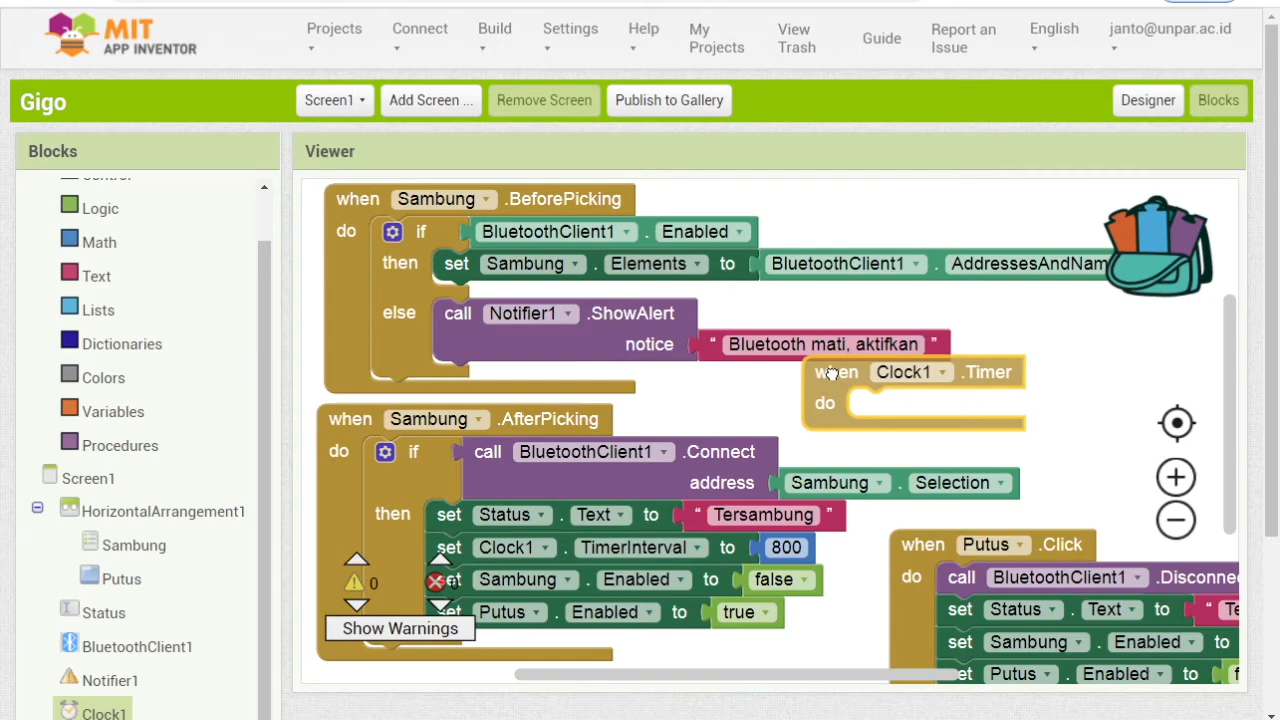 MIT
APP INVENTOR
Projects
Connect
Build
Settings
Help
My
Projects
View
Trash
Guide
Report an
Issue
English
janto@unpar.ac.id
Gigo
Screen1
Add Screen ...
Remove Screen
Publish to Gallery
Designer
Blocks
Blocks
Viewer
Control
Logic
Math
Text
Lists
Dictionaries
Colors
Variables
Procedures
Screen1
HorizontalArrangement1
Sambung
Putus
Status
BluetoothClient1
Notifier1
Clock1
when Sambung .BeforePicking
do if BluetoothClient1 . Enabled
then set Sambung . Elements to BluetoothClient1 . AddressesAndNam
else call Notifier1 .ShowAlert
notice “ Bluetooth mati, aktifkan ”
when Clock1 .Timer
do
when Sambung .AfterPicking
do if call BluetoothClient1 .Connect
address Sambung . Selection
then set Status . Text to “ Tersambung ”
set Clock1 . TimerInterval to 800
set Sambung . Enabled to false
set Putus . Enabled to true
0
Show Warnings
when Putus .Click
do call BluetoothClient1 .Disconnec
set Status . Text to “ Te
set Sambung . Enabled to
set Putus . Enabled to f